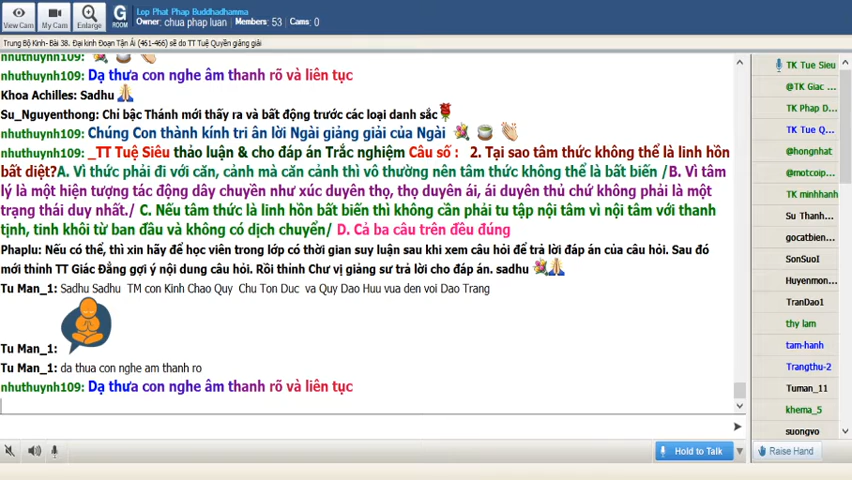 View Cam
My Cam
Enlarge
G
ROOM
Lop Phat Phap Buddhadhamma
Owner: chua phap luan Members: 53 Cams: 0
Trung Bộ Kinh- Bài 38. Đại kinh Đoạn Tận Ái (461-466) sẽ do TT Tuệ Quyền giảng giải
nhuthuynh109:
nhuthuynh109: Dạ thưa con nghe âm thanh rõ và liên tục
Khoa Achilles: Sadhu
Su_Nguyenthong: Chỉ bậc Thánh mới thấy ra và bất động trước các loại danh sắc
nhuthuynh109: Chúng Con thành kính tri ân lời Ngài giảng giải của Ngài
nhuthuynh109: _TT Tuệ Siêu thảo luận & cho đáp án Trắc nghiệm Câu số : 2. Tại sao tâm thức không thể là linh hồn
bất diệt?A. Vì thức phải đi với căn, cảnh mà căn cảnh thì vô thường nên tâm thức không thể là bất biến /B. Vì tâm
lý là một hiện tượng tác động dây chuyền như xúc duyên thọ, thọ duyên ái, ái duyên thủ chứ không phải là một
trạng thái duy nhất./ C. Nếu tâm thức là linh hồn bất biến thì không cần phải tu tập nội tâm vì nội tâm với thanh
tịnh, tinh khôi từ ban đầu và không có dịch chuyển/ D. Cả ba câu trên đều đúng
Phaplu: Nếu có thể, thì xin hãy để học viên trong lớp có thời gian suy luận sau khi xem câu hỏi để trả lời đáp án của câu hỏi. Sau đó
mới thỉnh TT Giác Đẳng gợi ý nội dung câu hỏi. Rồi thỉnh Chư vị giảng sư trả lời cho đáp án. sadhu
Tu Man_1: Sadhu Sadhu TM con Kinh Chao Quy Chu Ton Duc va Quy Dao Huu vua den voi Dao Trang
Tu Man_1:
Tu Man_1: da thua con nghe am thanh ro
nhuthuynh109: Dạ thưa con nghe âm thanh rõ và liên tục
TK Tue Sieu
@TK Giac ...
TK Phap D...
TK Tue Q...
@hongnhat
@motcoip...
TK minhhanh
Su Thanh...
gocatbien...
SonSuoI
Huyenmon...
TranDao1
thy lam
tam-hanh
Trangthu-2
Tuman_11
khema_5
suongvo
Hold to Talk
Raise Hand